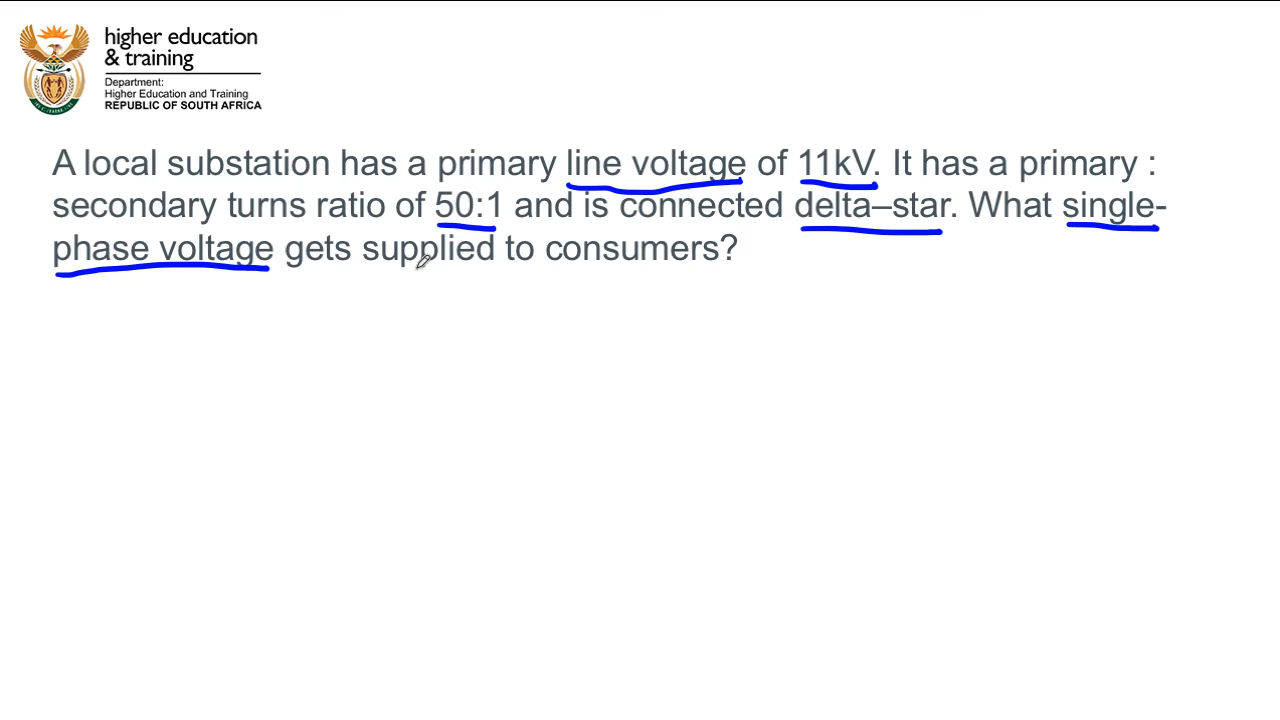 higher education
& training
Department:
Higher Education and Training
REPUBLIC OF SOUTH AFRICA
A local substation has a primary line voltage of 11kV. It has a primary :
secondary turns ratio of 50:1 and is connected delta–star. What single-
phase voltage gets supplied to consumers?